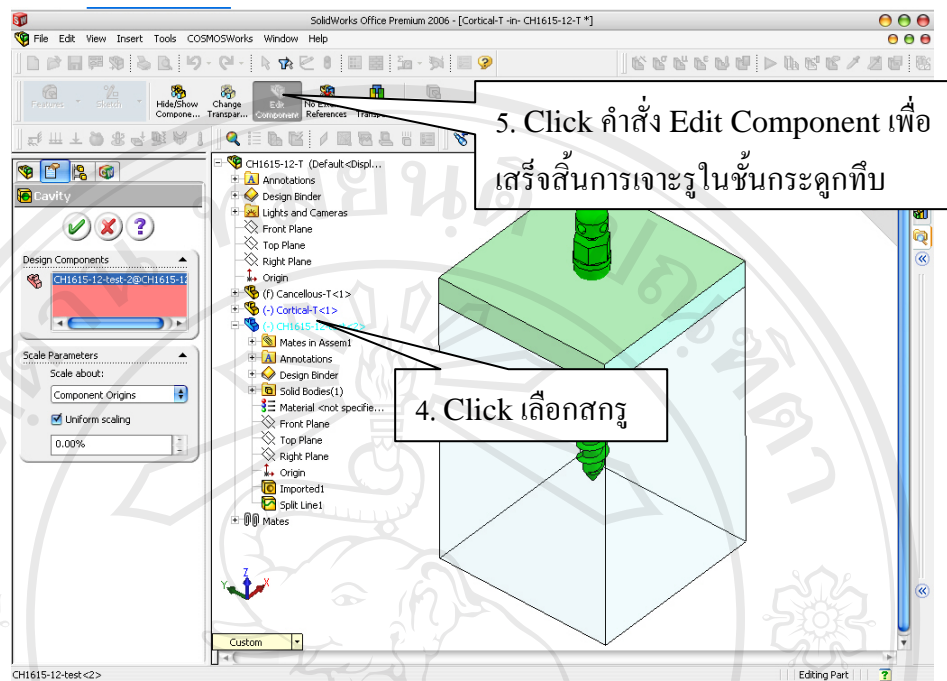 SolidWorks Office Premium 2006 - [Cortical-T -in- CH1615-12-T *]
File Edit View Insert Tools COSMOSWorks Window Help
Features Sketch Hide/Show Compone... Change Transpar... Edit Component No Ex References
5. Click คำสั่ง Edit Component เพื่อ
เสร็จสิ้นการเจาะรูในชั้นกระดูกทึบ
Cavity
Design Components
CH1615-12-test-2@CH1615-12
Scale Parameters
Scale about:
Component Origins
Uniform scaling
0.00%
CH1615-12-T (Default<Displ...
Annotations
Design Binder
Lights and Cameras
Front Plane
Top Plane
Right Plane
Origin
(f) Cancellous-T<1>
(-) Cortical-T<1>
(-) CH1615-12
Mates in Assem1
Annotations
Design Binder
Solid Bodies(1)
Material <not specifie...
Front Plane
Top Plane
Right Plane
Origin
Imported1
Split Line1
Mates
4. Click เลือกสกรู
Z
Y
X
Custom
CH1615-12-test<2>
Editing Part